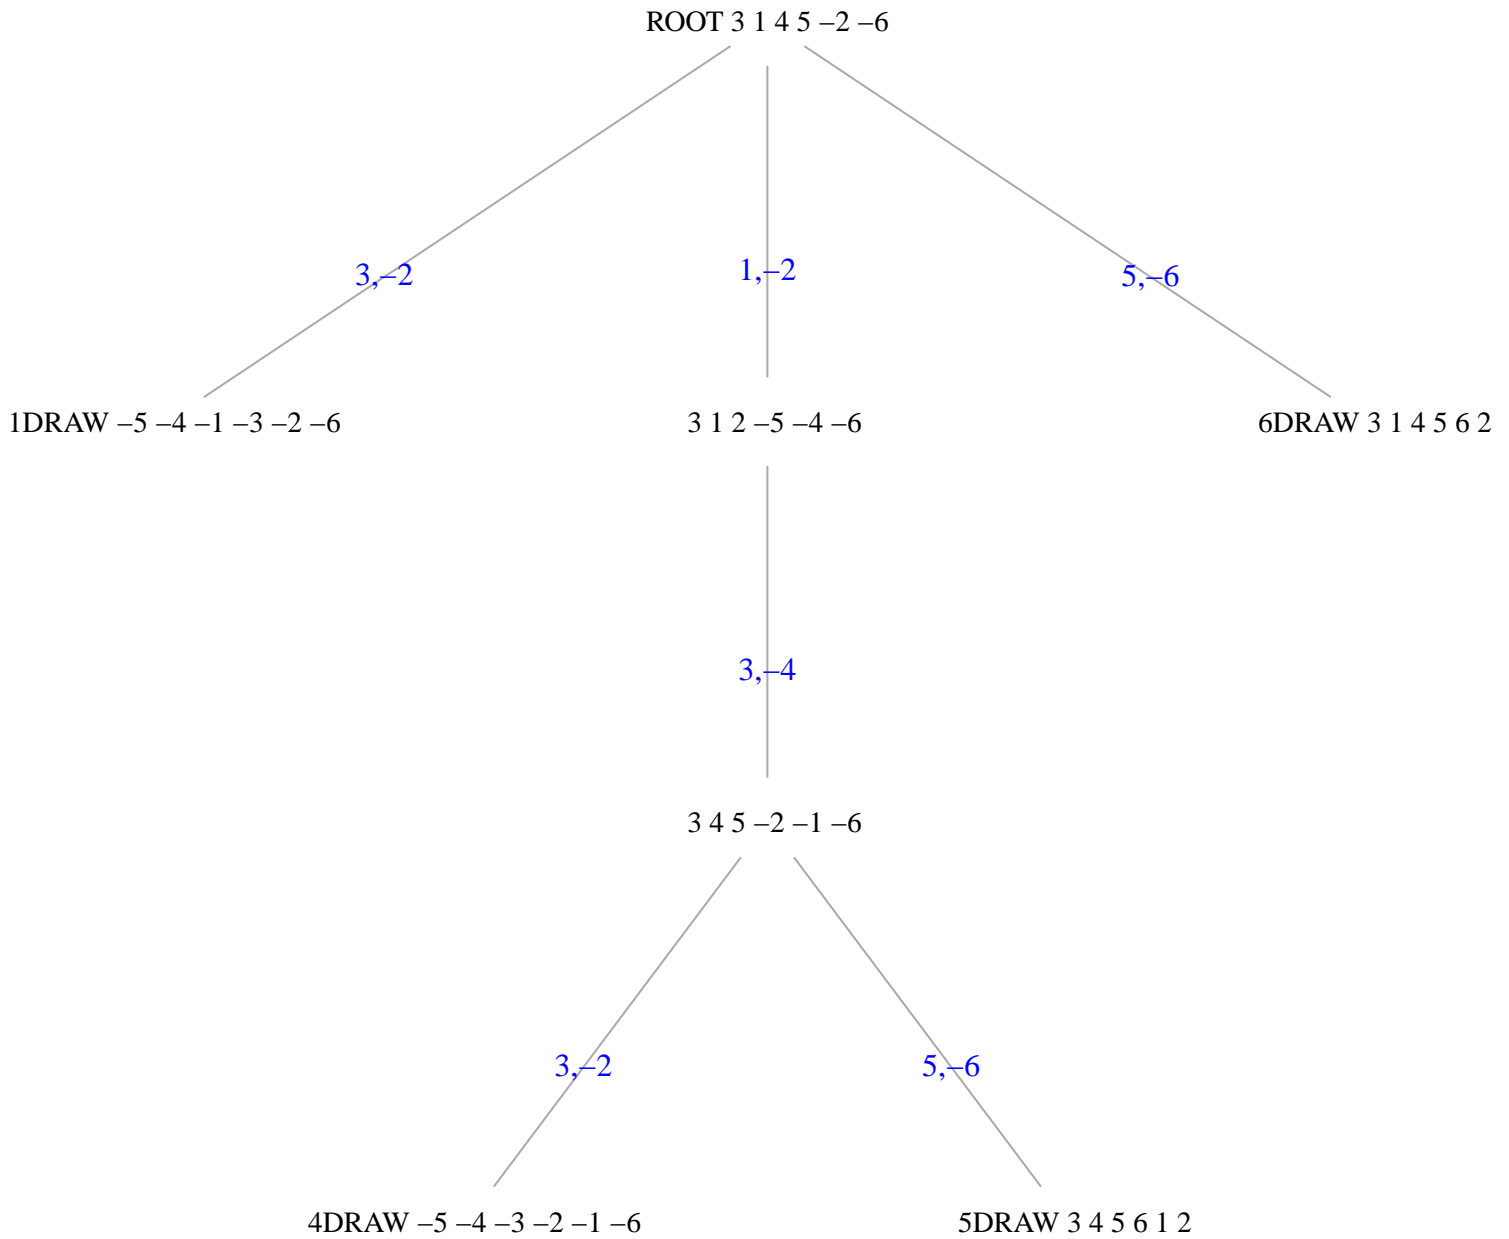 ROOT 3 1 4 5 –2 –6
3,–2
1,–2
5,–6
1DRAW –5 –4 –1 –3 –2 –6
3 1 2 –5 –4 –6
6DRAW 3 1 4 5 6 2
3,–4
3 4 5 –2 –1 –6
3,–2
5,–6
4DRAW –5 –4 –3 –2 –1 –6
5DRAW 3 4 5 6 1 2